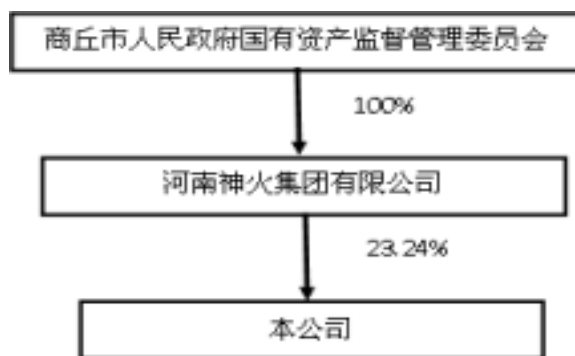 商丘市人民政府国有资产监督管理委员会
100%
河南神火集团有限公司
23.24%
本公司